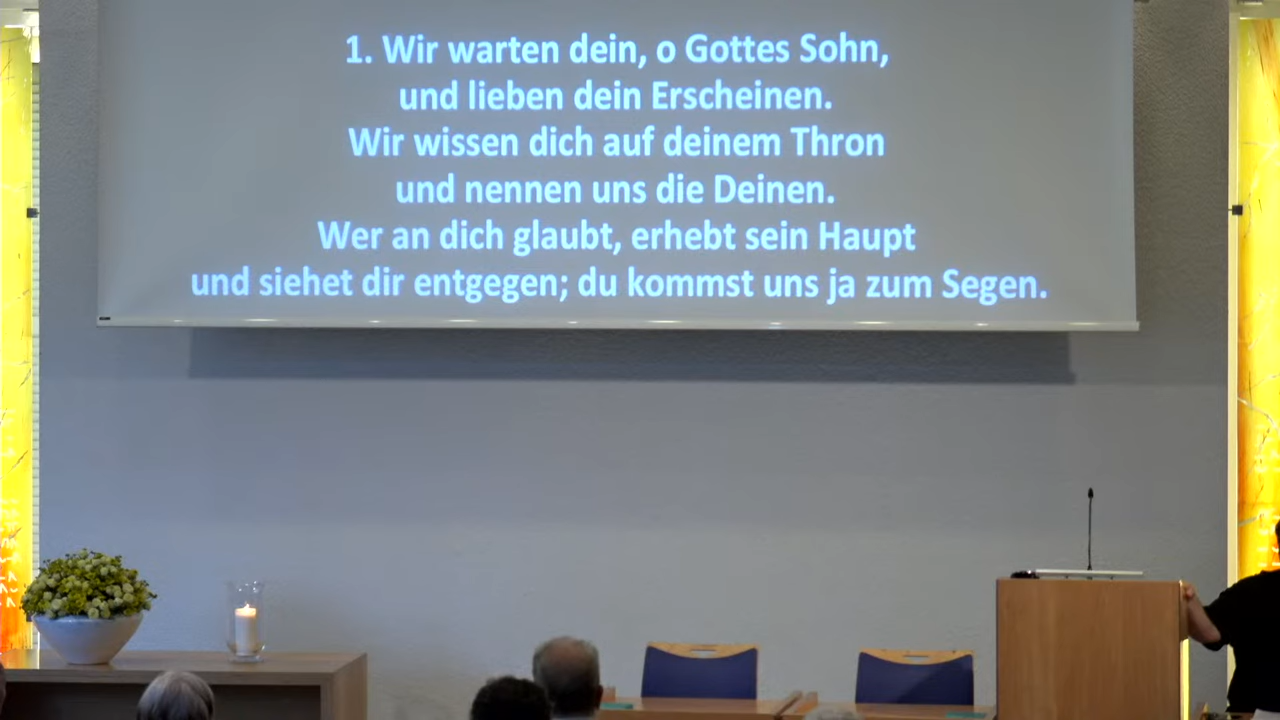 1. Wir warten dein, o Gottes Sohn,
und lieben dein Erscheinen.
Wir wissen dich auf deinem Thron
und nennen uns die Deinen.
Wer an dich glaubt, erhebt sein Haupt
und siehet dir entgegen; du kommst uns ja zum Segen.